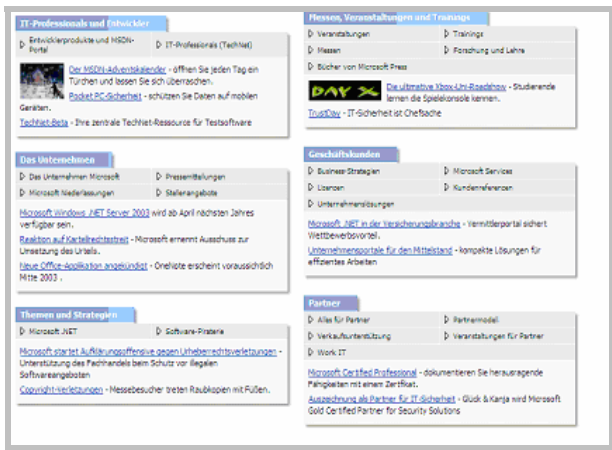 IT-Professionals und Entwickler
Entwicklerprodukte und MSDN-
Portal
IT-Professionals (TechNet)
Der MSDN-Adventskalender - öffnen Sie jeden Tag ein
Türchen und lassen Sie sich überraschen.
Pocket PC-Sicherheit - schützen Sie Daten auf mobilen
Geräten.
TechNet-Beta - Ihre zentrale TechNet-Ressource für Testsoftware
Das Unternehmen
Das Unternehmen Microsoft
Pressemitteilungen
Microsoft Niederlassungen
Stellenangebote
Microsoft Windows .NET Server 2003 wird ab April nächsten Jahres
verfügbar sein.
Reaktion auf Kartellrechtsstreit - Microsoft ernennt Ausschuss zur
Umsetzung des Urteils.
Neue Office-Applikation angekündigt - OneNote erscheint voraussichtlich
Mitte 2003 .
Themen und Strategien
Microsoft .NET
Software-Piraterie
Microsoft startet Aufklärungsoffensive gegen Urheberrechtsverletzungen -
Unterstützung des Fachhandels beim Schutz vor illegalen
Softwareangeboten
Copyright-Verletzungen - Messebesucher treten Raubkopien mit Füßen.
Messen, Veranstaltungen und Trainings
Veranstaltungen
Trainings
Messen
Forschung und Lehre
Bücher von Microsoft Press
DAY X
Die ultimative Xbox-Uni-Roadshow - Studierende
lernen die Spielekonsole kennen.
TrustDay - IT-Sicherheit ist Chefsache
Geschäftskunden
Business-Strategien
Microsoft Services
Lizenzen
Kundenreferenzen
Unternehmenslösungen
Microsoft .NET in der Versicherungsbranche - Vermittlerportal sichert
Wettbewerbsvorteil.
Unternehmensportale für den Mittelstand - kompakte Lösungen für
effizientes Arbeiten
Partner
Alles für Partner
Partnermodell
Verkaufsunterstützung
Veranstaltungen für Partner
Work IT
Microsoft Certified Professional - dokumentieren Sie herausragende
Fähigkeiten mit einem Zertifikat.
Auszeichnung als Partner für IT-Sicherheit - Glück & Kanja wird Microsoft
Gold Certified Partner for Security Solutions